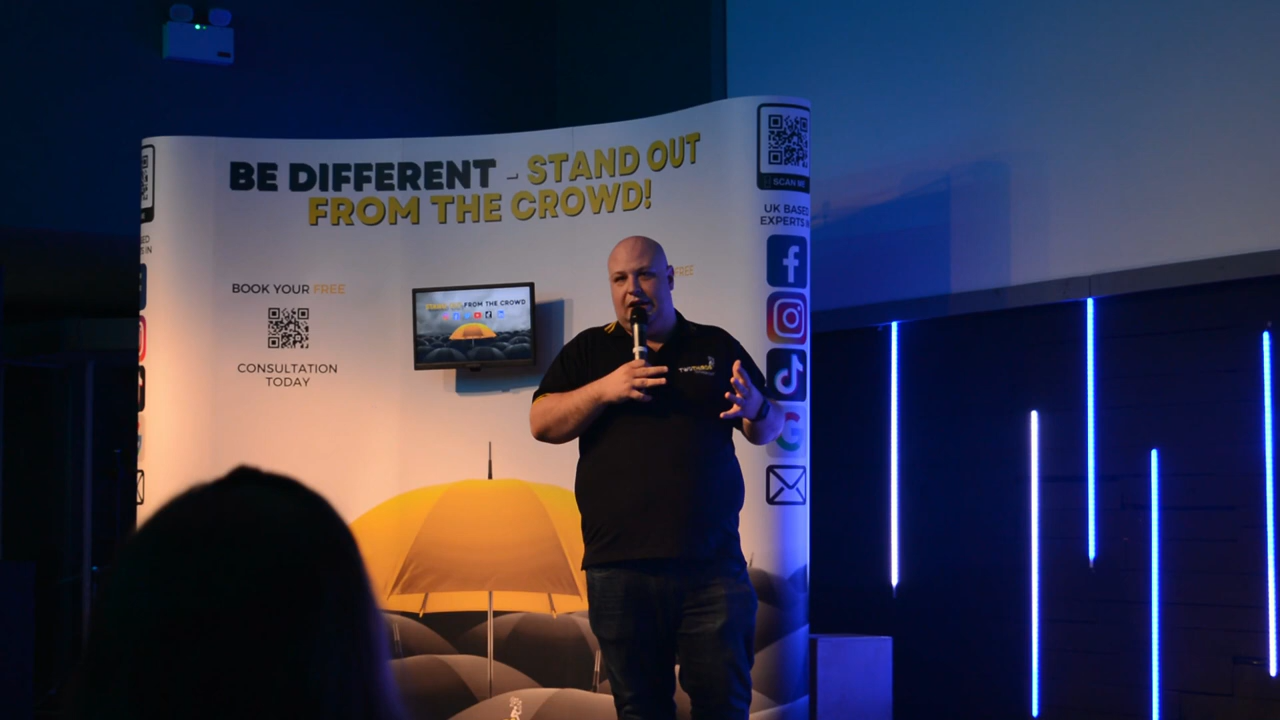 BE DIFFERENT - STAND OUT
FROM THE CROWD!
SCAN ME
UK BASED
EXPERTS
BOOK YOUR FREE
FREE
CONSULTATION
TODAY
FROM THE CROWD